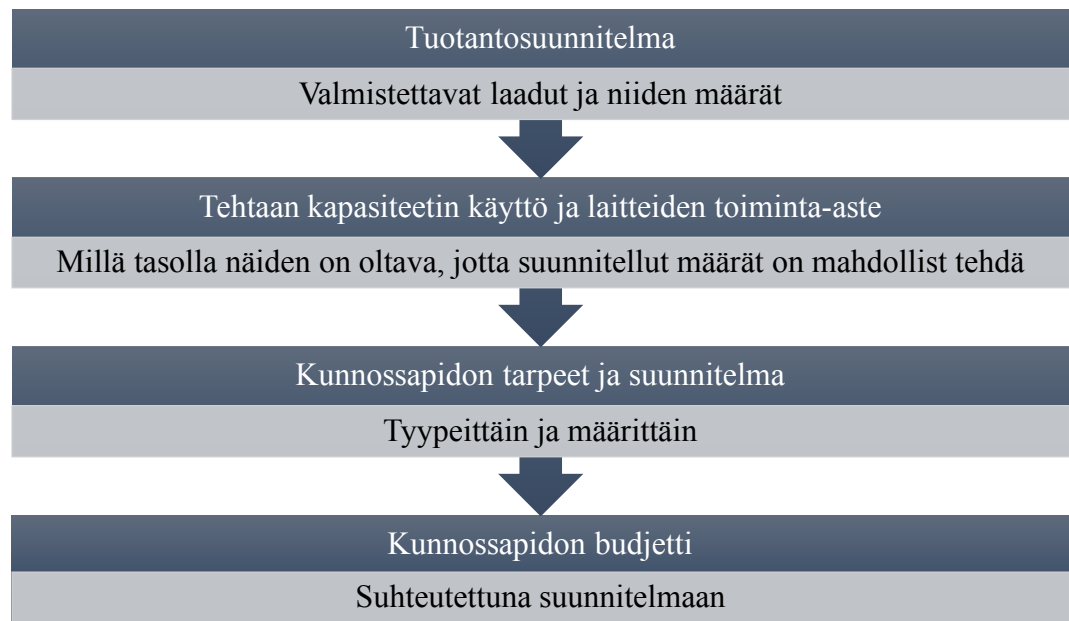 Tuotantosuunnitelma
Valmistettavat laadut ja niiden määrät
Tehtaan kapasiteetin käyttö ja laitteiden toiminta-aste
Millä tasolla näiden on oltava, jotta suunnitellut määrät on mahdollist tehdä
Kunnossapidon tarpeet ja suunnitelma
Tyypeittäin ja määrittäin
Kunnossapidon budjetti
Suhteutettuna suunnitelmaan